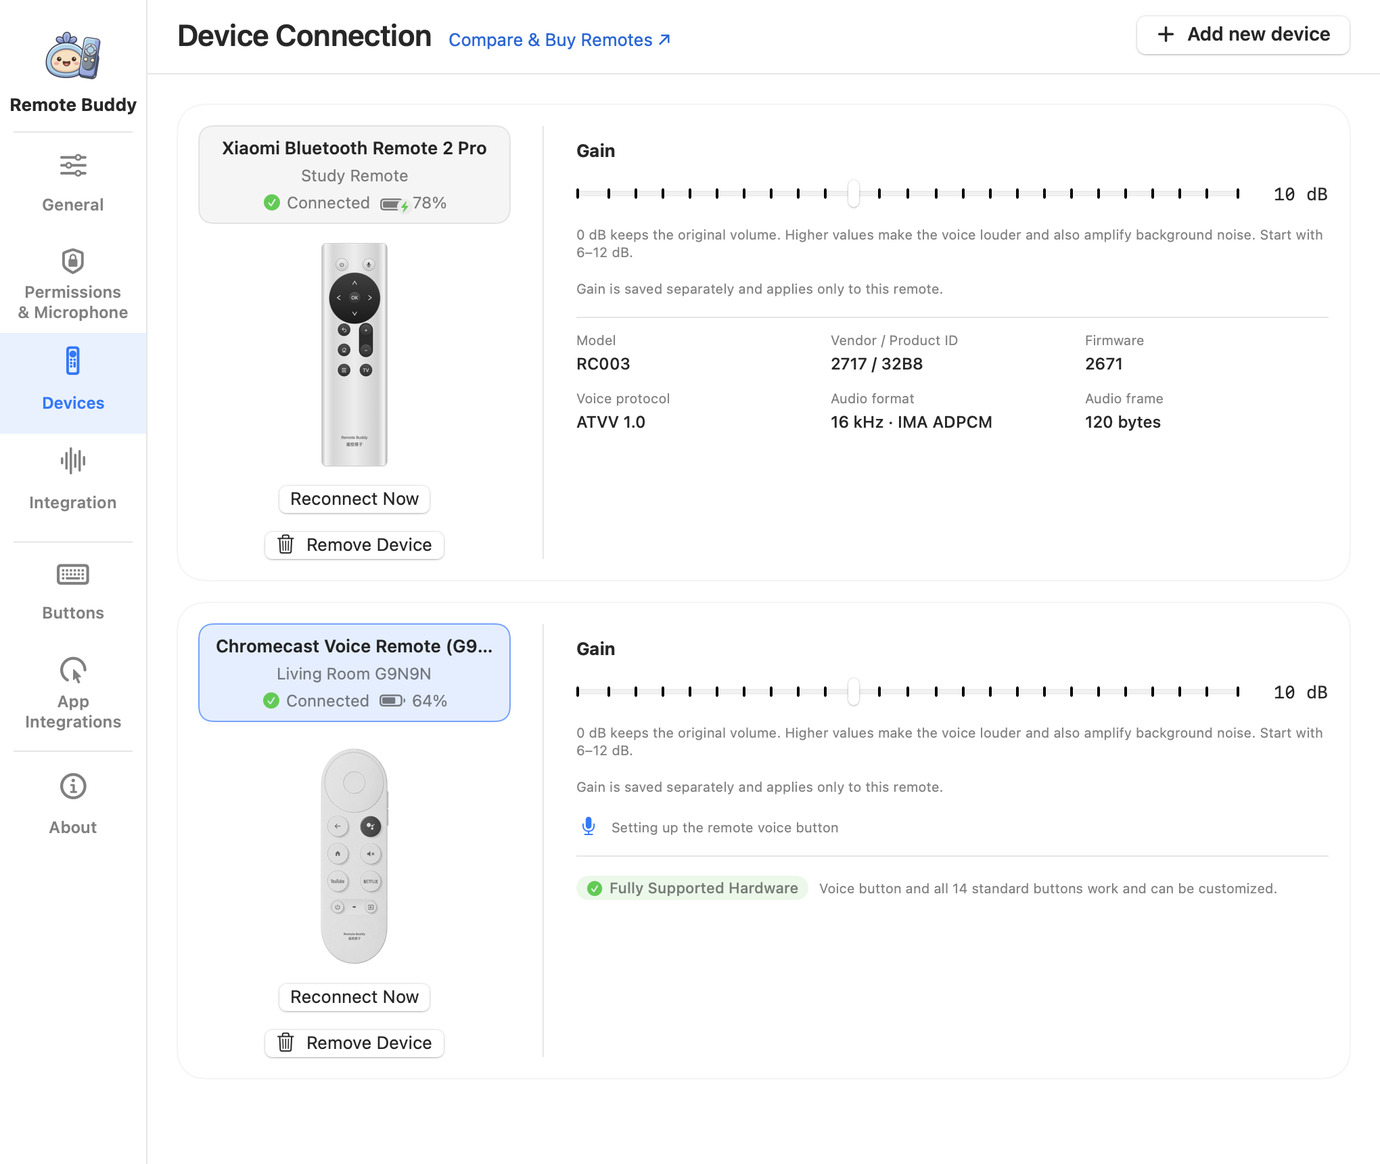 Remote Buddy
General
Permissions
& Microphone
Devices
Integration
Buttons
App
Integrations
About
Device Connection
Compare & Buy Remotes ↗
+ Add new device
Xiaomi Bluetooth Remote 2 Pro
Study Remote
Connected 78%
OK
TV
Remote Buddy
Reconnect Now
Remove Device
Gain
10 dB
0 dB keeps the original volume. Higher values make the voice louder and also amplify background noise. Start with
6–12 dB.
Gain is saved separately and applies only to this remote.
Model
RC003
Vendor / Product ID
2717 / 32B8
Firmware
2671
Voice protocol
ATVV 1.0
Audio format
16 kHz · IMA ADPCM
Audio frame
120 bytes
Chromecast Voice Remote (G9...
Living Room G9N9N
Connected 64%
YouTube
NETFLIX
Remote Buddy
Reconnect Now
Remove Device
Gain
10 dB
0 dB keeps the original volume. Higher values make the voice louder and also amplify background noise. Start with
6–12 dB.
Gain is saved separately and applies only to this remote.
Setting up the remote voice button
Fully Supported Hardware
Voice button and all 14 standard buttons work and can be customized.